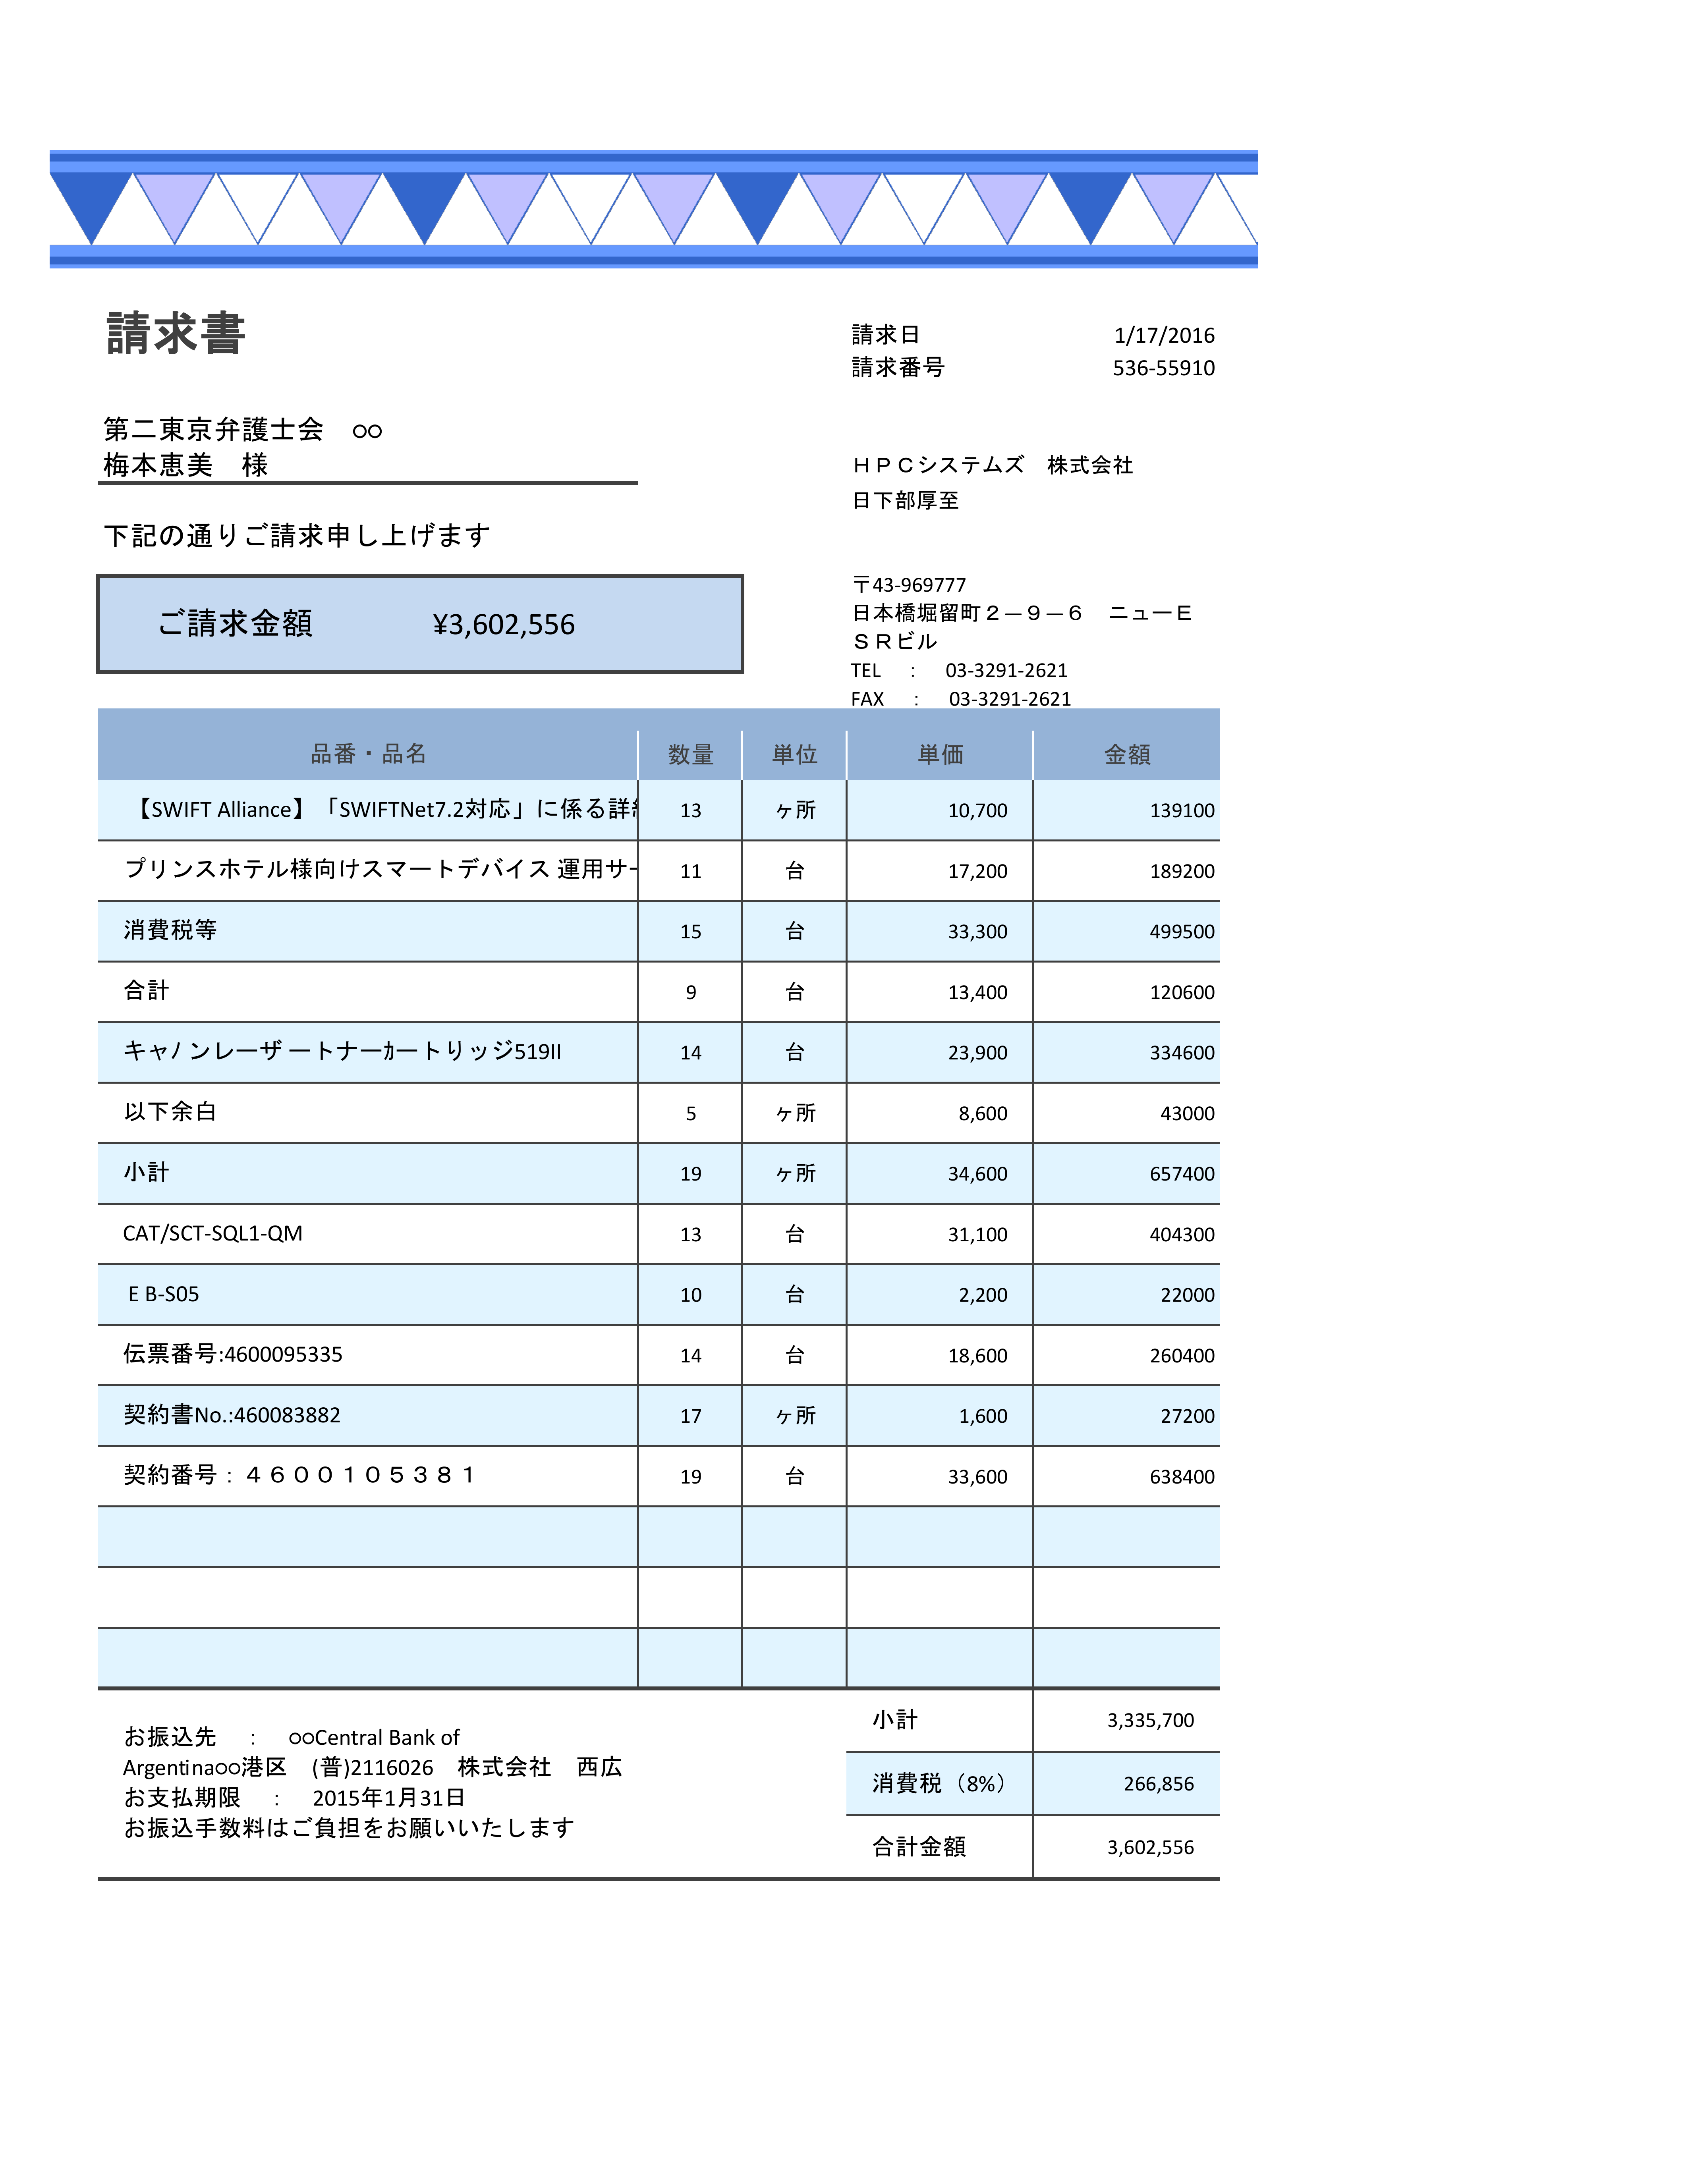 請求書
請求日 1/17/2016
請求番号 536-55910
第二東京弁護士会　○○
梅本恵美　様
ＨＰＣシステムズ　株式会社
日下部厚至
下記の通りご請求申し上げます
ご請求金額 ¥3,602,556
〒43-969777
日本橋堀留町２－９－６　ニューＥ
ＳＲビル
TEL　：　03-3291-2621
FAX　：　03-3291-2621
品番・品名 数量 単位 単価 金額
【SWIFT Alliance】「SWIFTNet7.2対応」に係る詳 13 ヶ所 10,700 139100
プリンスホテル様向けスマートデバイス 運用サー 11 台 17,200 189200
消費税等 15 台 33,300 499500
合計 9 台 13,400 120600
キャﾉ ンレーザ ートナーｶートリッジ519II 14 台 23,900 334600
以下余白 5 ヶ所 8,600 43000
小計 19 ヶ所 34,600 657400
CAT/SCT-SQL1-QM 13 台 31,100 404300
E B-S05 10 台 2,200 22000
伝票番号:4600095335 14 台 18,600 260400
契約書No.:460083882 17 ヶ所 1,600 27200
契約番号：４６００１０５３８１ 19 台 33,600 638400
小計 3,335,700
お振込先　：　○○Central Bank of
Argentina○○港区　(普)2116026　株式会社　西広
お支払期限　：　2015年1月31日
お振込手数料はご負担をお願いいたします
消費税（8%） 266,856
合計金額 3,602,556